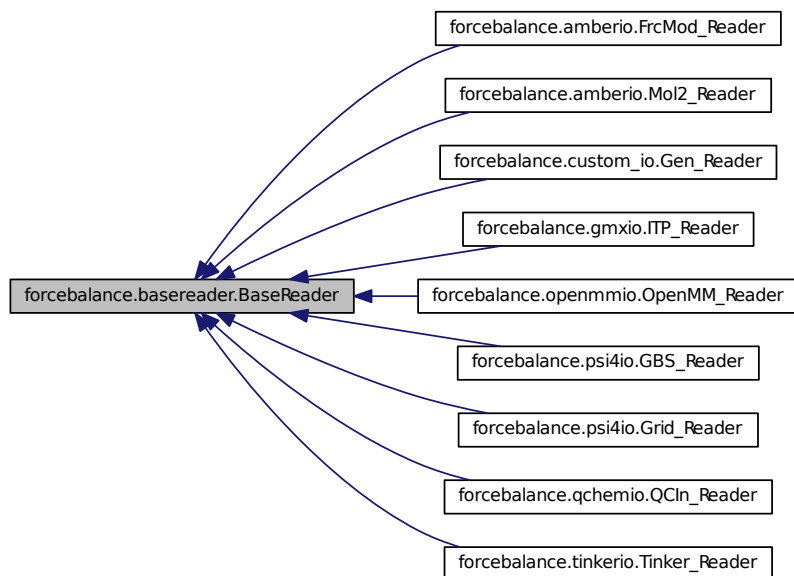 forcebalance.amberio.FrcMod_Reader
forcebalance.amberio.Mol2_Reader
forcebalance.custom_io.Gen_Reader
forcebalance.gmxio.ITP_Reader
forcebalance.basereader.BaseReader
forcebalance.openmmio.OpenMM_Reader
forcebalance.psi4io.GBS_Reader
forcebalance.psi4io.Grid_Reader
forcebalance.qchemio.QCIn_Reader
forcebalance.tinkerio.Tinker_Reader